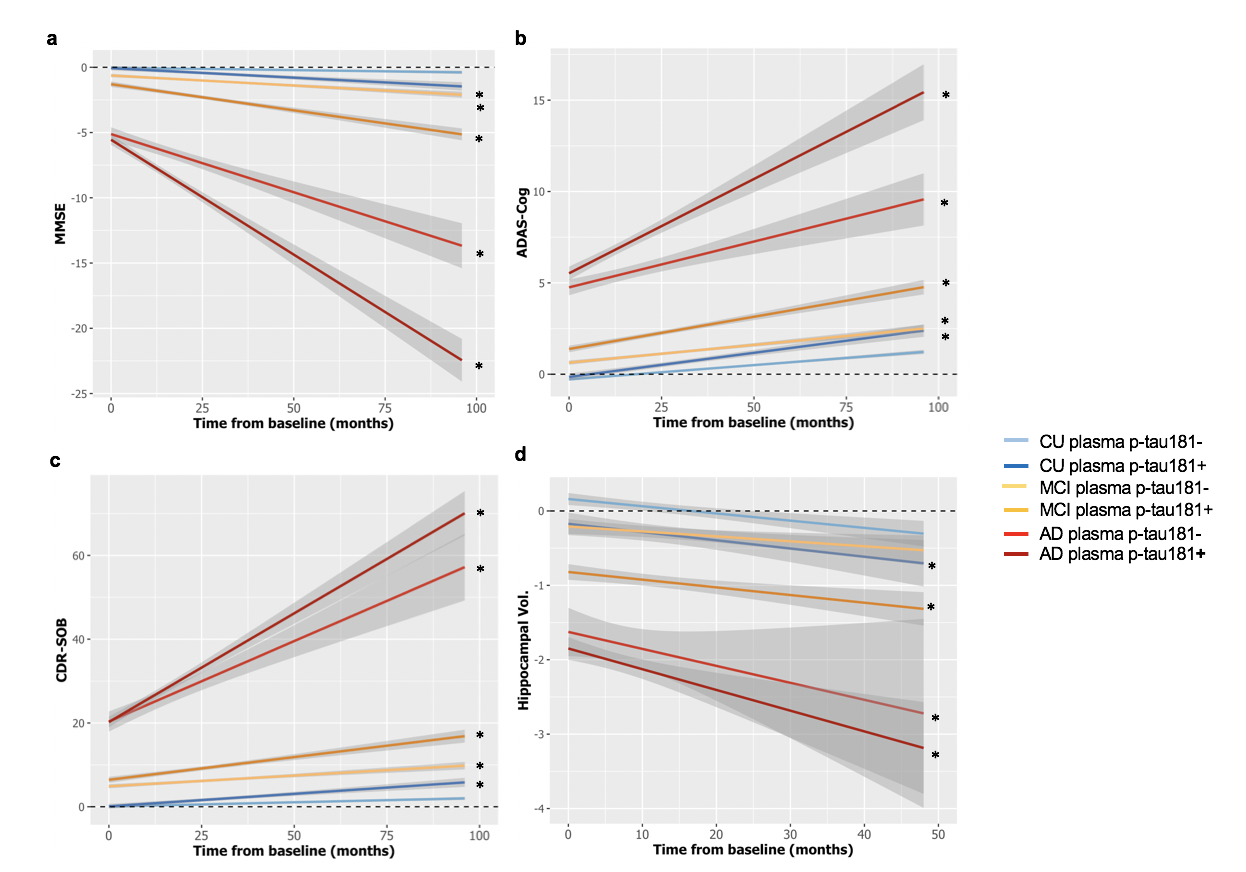 a
MMSE
0
-5
-10
-15
-20
-25
*
*
*
*
*
0 25 50 75 100
Time from baseline (months)
b
ADAS-Cog
15
10
5
0
*
*
*
*
*
0 25 50 75 100
Time from baseline (months)
c
CDR-SOB
60
40
20
0
*
*
*
*
*
0 25 50 75 100
Time from baseline (months)
d
Hippocampal Vol.
0
-1
-2
-3
-4
*
*
*
*
0 10 20 30 40 50
Time from baseline (months)
CU plasma p-tau181-
CU plasma p-tau181+
MCI plasma p-tau181-
MCI plasma p-tau181+
AD plasma p-tau181-
AD plasma p-tau181+